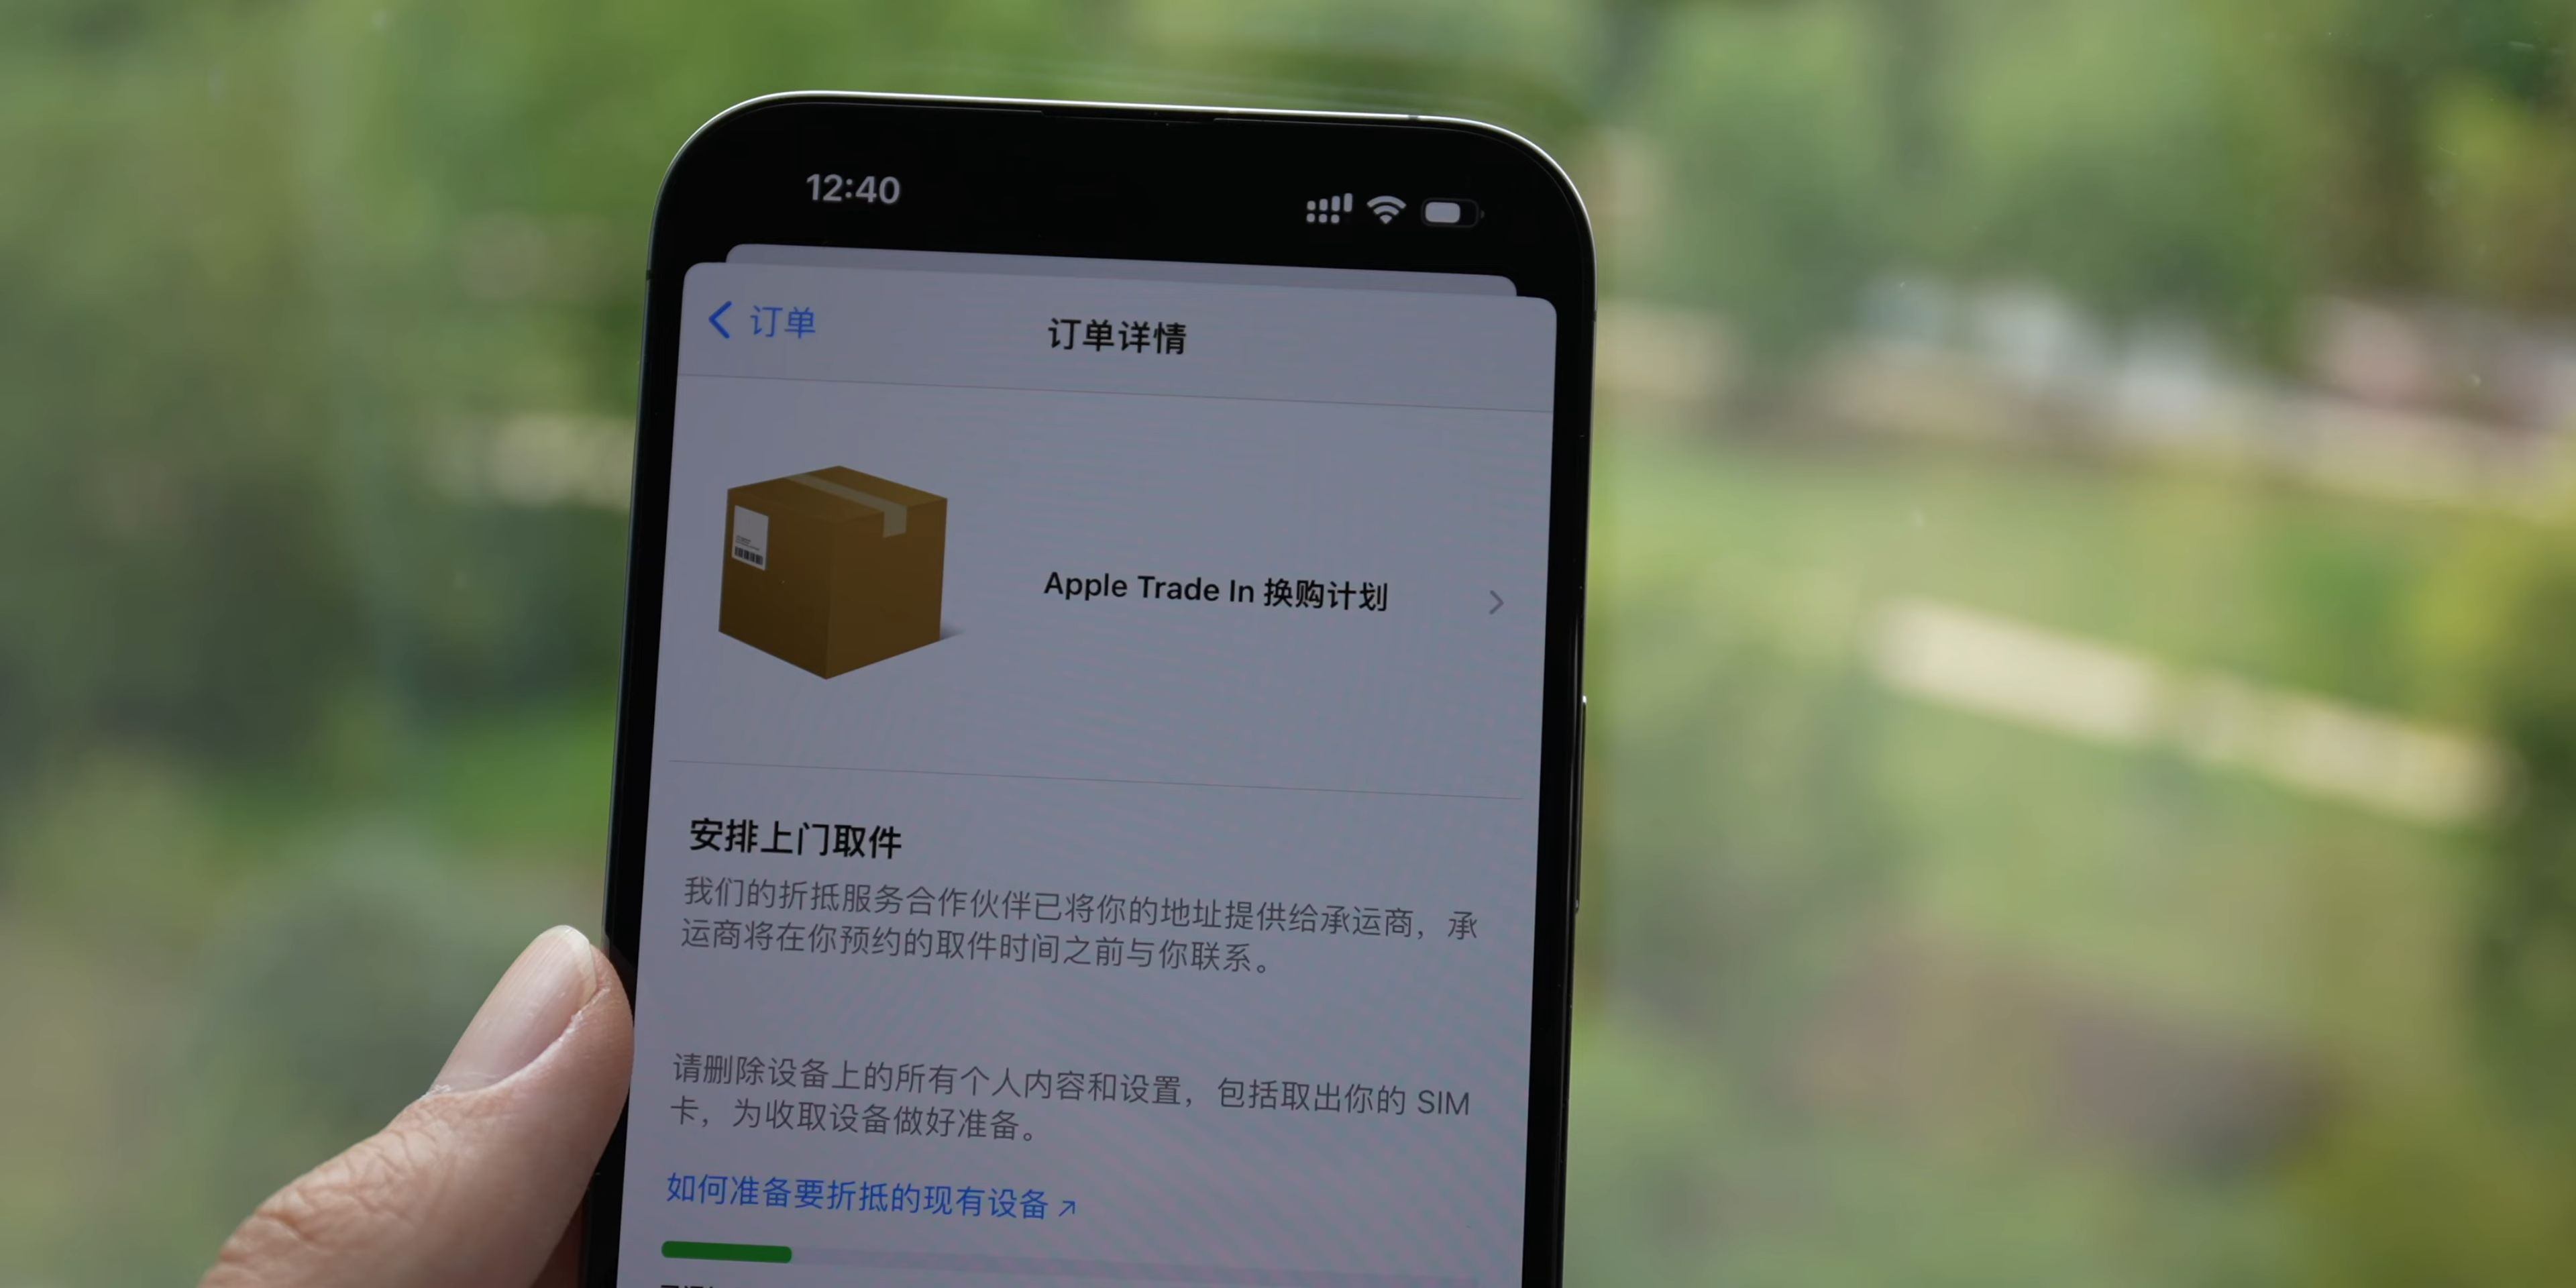 12:40
订单
订单详情
Apple Trade In 换购计划
安排上门取件
我们的折抵服务合作伙伴已将你的地址提供给承运商，承
运商将在你预约的取件时间之前与你联系。
请删除设备上的所有个人内容和设置，包括取出你的 SIM
卡，为收取设备做好准备。
如何准备要折抵的现有设备